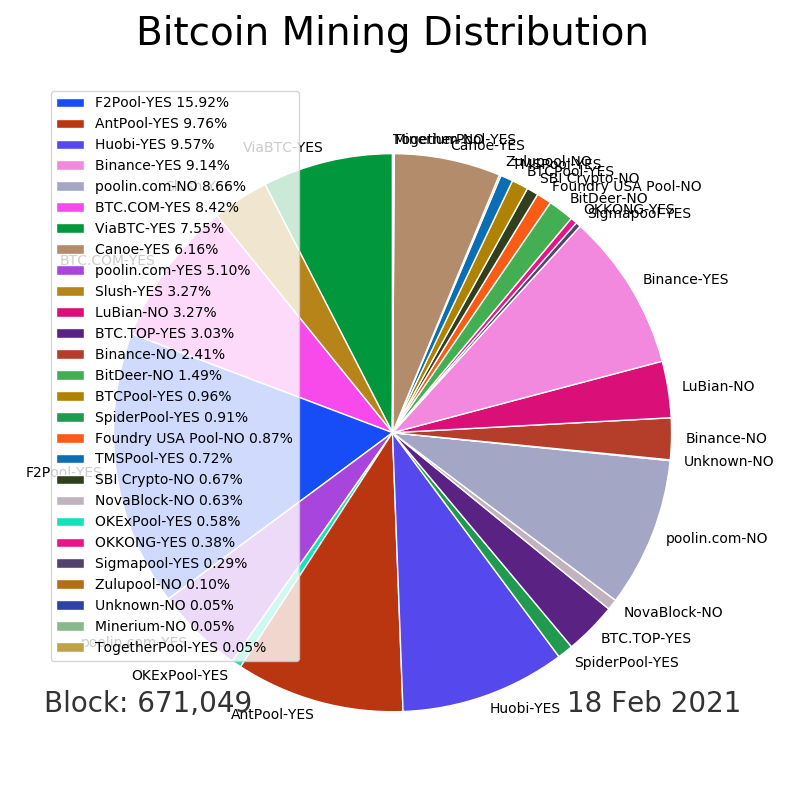 Bitcoin Mining Distribution
F2Pool-YES 15.92%
AntPool-YES 9.76%
Huobi-YES 9.57%
Binance-YES 9.14%
poolin.com-NO 8.66%
BTC.COM-YES 8.42%
ViaBTC-YES 7.55%
Canoe-YES 6.16%
poolin.com-YES 5.10%
Slush-YES 3.27%
LuBian-NO 3.27%
BTC.TOP-YES 3.03%
Binance-NO 2.41%
BitDeer-NO 1.49%
BTCPool-YES 0.96%
SpiderPool-YES 0.91%
Foundry USA Pool-NO 0.87%
TMSPool-YES 0.72%
SBI Crypto-NO 0.67%
NovaBlock-NO 0.63%
OKExPool-YES 0.58%
OKKONG-YES 0.38%
Sigmapool-YES 0.29%
Zulupool-NO 0.10%
Unknown-NO 0.05%
Minerium-NO 0.05%
TogetherPool-YES 0.05%
ViaBTC-YES
BTC.COM-YES
F2Pool-YES
poolin.com-YES
OKExPool-YES
AntPool-YES
Huobi-YES
SpiderPool-YES
BTC.TOP-YES
NovaBlock-NO
poolin.com-NO
Unknown-NO
Binance-NO
LuBian-NO
Binance-YES
Sigmapool-YES
OKKONG-YES
BitDeer-NO
Foundry USA Pool-NO
SBI Crypto-NO
BTCPool-YES
TMSPool-YES
Zulupool-NO
Canoe-YES
Minerium-NO
TogetherPool-YES
Block: 671,049
18 Feb 2021